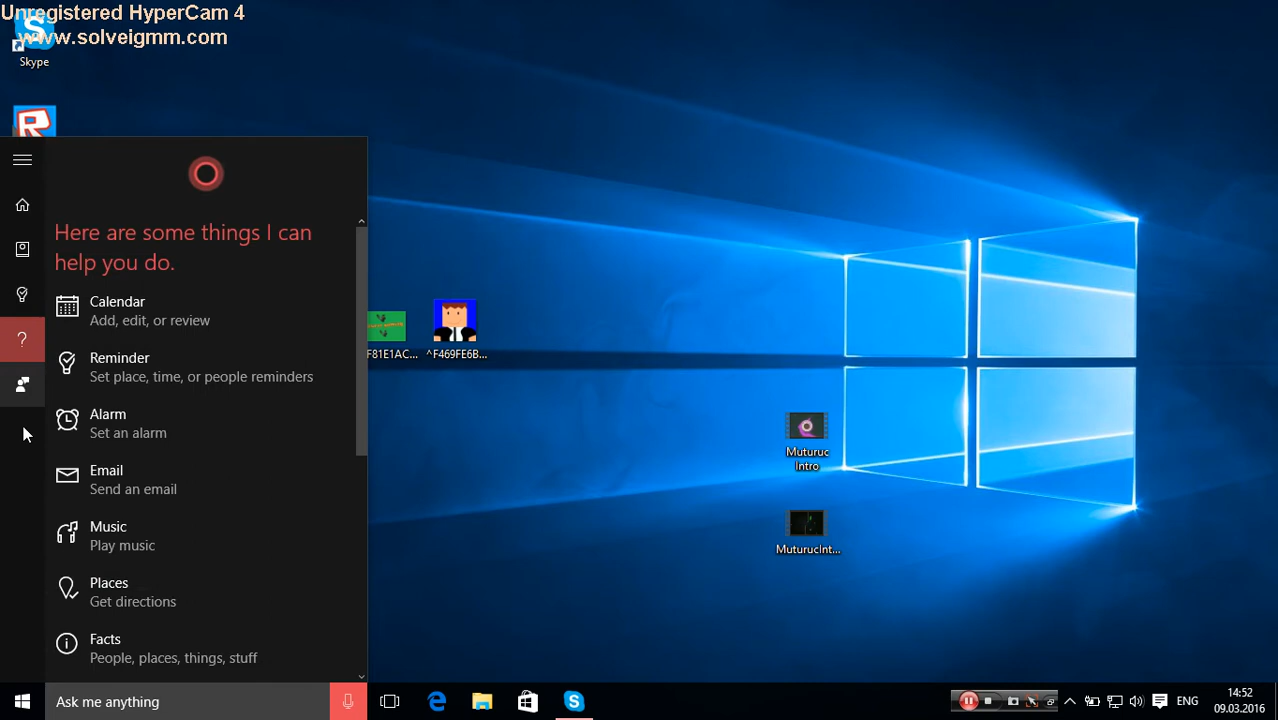 Unregistered HyperCam 4
www.solveigmm.com
Skype
Here are some things I can
help you do.
Calendar
Add, edit, or review
Reminder
Set place, time, or people reminders
Alarm
Set an alarm
Email
Send an email
Music
Play music
Places
Get directions
Facts
People, places, things, stuff
Ask me anything
F81E1AC...
^F469FE6B...
Muturuc
Intro
MuturucInt...
ENG
14:52
09.03.2016